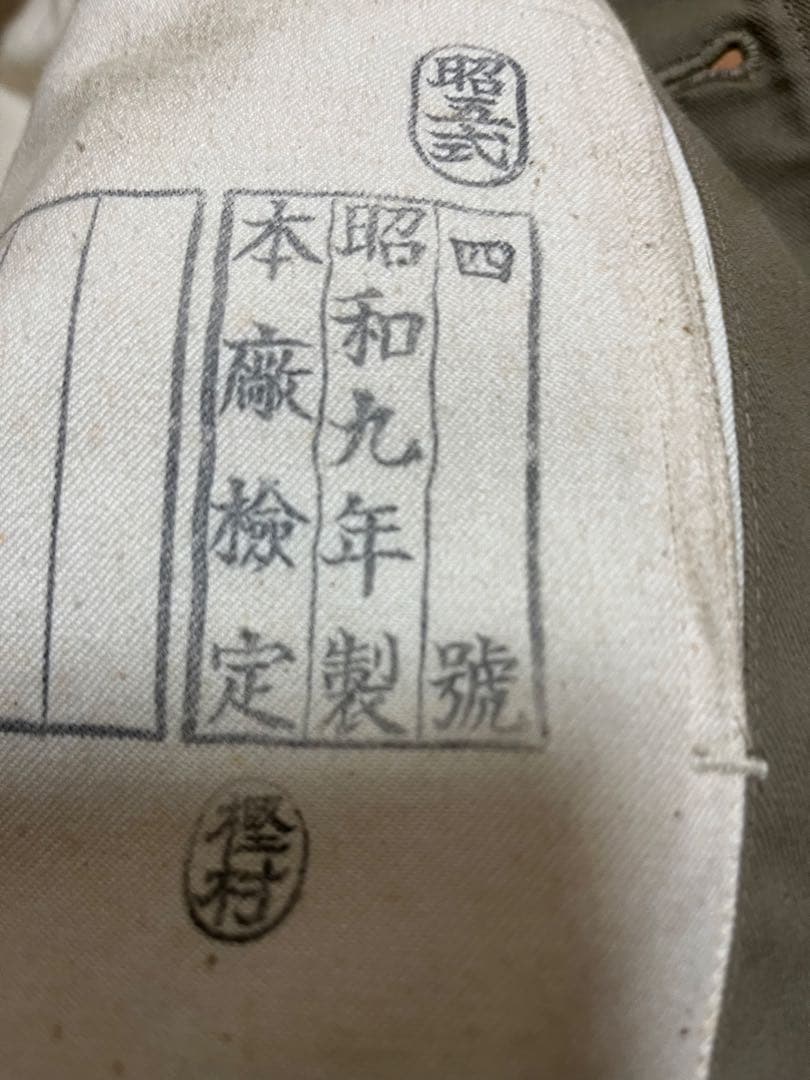 昭五式
四號
昭和九年製
本廠檢定
樫村